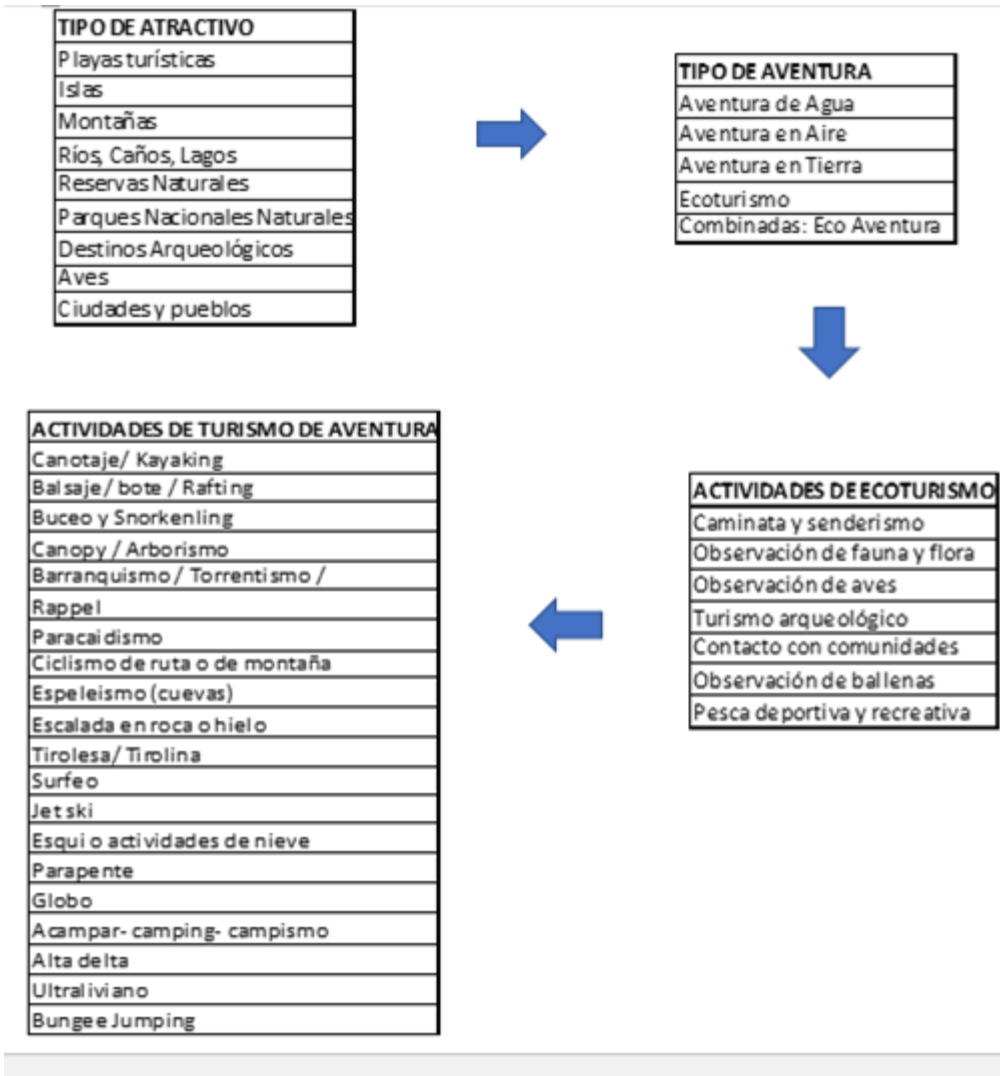 TIPO DE ATRACTIVO
Playas turísticas
Islas
Montañas
Ríos, Caños, Lagos
Reservas Naturales
Parques Nacionales Naturales
Destinos Arqueológicos
Aves
Ciudades y pueblos
TIPO DE AVENTURA
Aventura de Agua
Aventura en Aire
Aventura en Tierra
Ecoturismo
Combinadas: Eco Aventura
ACTIVIDADES DE ECOTURISMO
Caminata y senderismo
Observación de fauna y flora
Observación de aves
Turismo arqueológico
Contacto con comunidades
Observación de ballenas
Pesca deportiva y recreativa
ACTIVIDADES DE TURISMO DE AVENTURA
Canotaje/ Kayaking
Balsaje/ bote / Rafting
Buceo y Snorkenling
Canopy / Arborismo
Barranquismo / Torrentismo /
Rappel
Paracaidismo
Ciclismo de ruta o de montaña
Espeleismo (cuevas)
Escalada en roca o hielo
Tirolesa/ Tirolina
Surfeo
Jet ski
Esqui o actividades de nieve
Parapente
Globo
Acampar- camping- campismo
Alta delta
Ultraliviano
Bungee Jumping